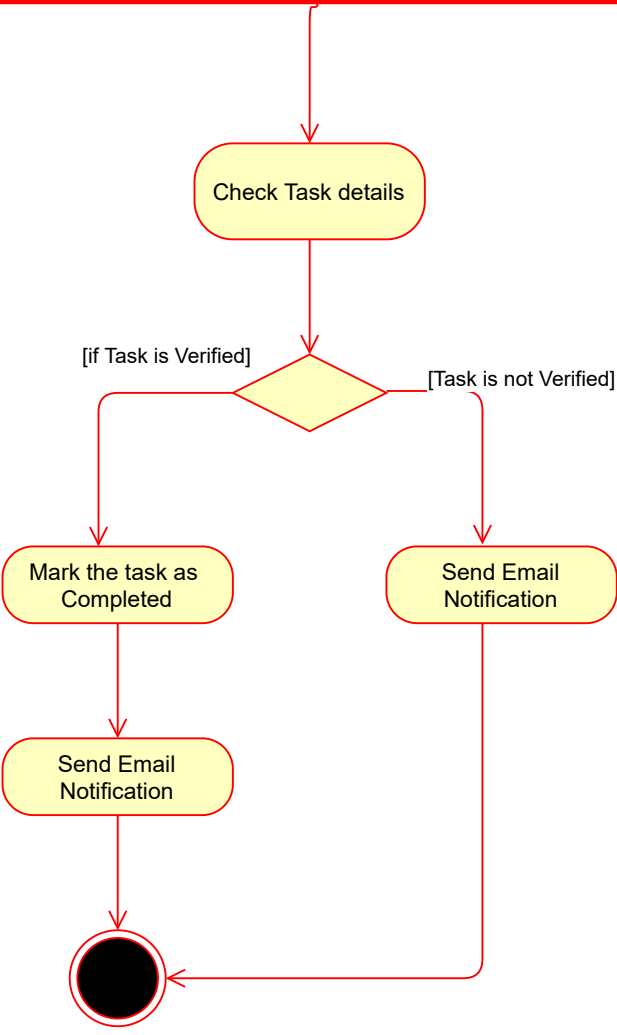 Check Task details
[if Task is Verified]
[Task is not Verified]
Mark the task as
Completed
Send Email
Notification
Send Email
Notification